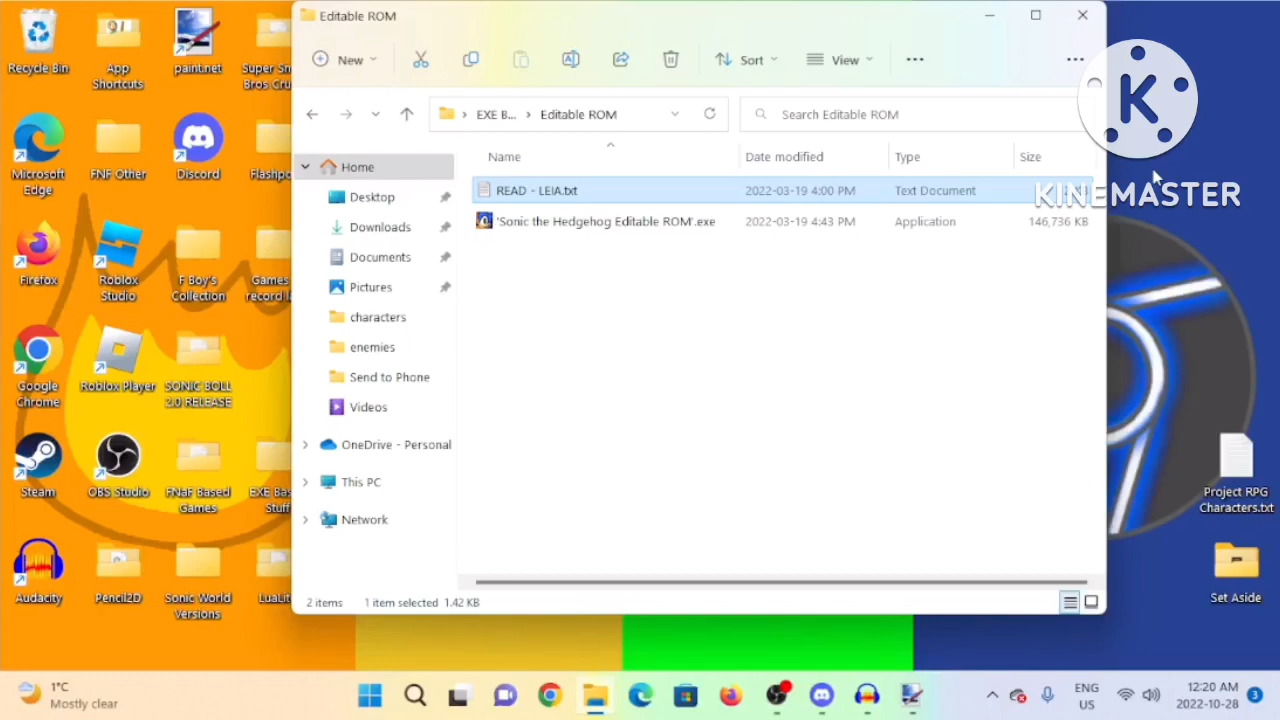 Editable ROM
New
Sort
View
EXE B...
Editable ROM
Search Editable ROM
Name
Date modified
Type
Size
READ - LEIA.txt
2022-03-19 4:00 PM
Text Document
'Sonic the Hedgehog Editable ROM'.exe
2022-03-19 4:43 PM
Application
146,736 KB
Home
Desktop
Downloads
Documents
Pictures
characters
enemies
Send to Phone
Videos
OneDrive - Personal
This PC
Network
2 items
1 item selected 1.42 KB
K
KINEMASTER
Recycle Bin
App
Shortcuts
paint.net
Super Sm
Bros Cru
Microsoft
Edge
FNF Other
Discord
Flashpo
Firefox
Roblox
Studio
F Boy's
Collection
Games
record l
Google
Chrome
Roblox Player
SONIC BOLL
2.0 RELEASE
Steam
OBS Studio
FNaF Based
Games
EXE Bas
Stuff
Audacity
Pencil2D
Sonic World
Versions
LuaLit
Project RPG
Characters.txt
Set Aside
1°C
Mostly clear
ENG
US
12:20 AM
2022-10-28
3